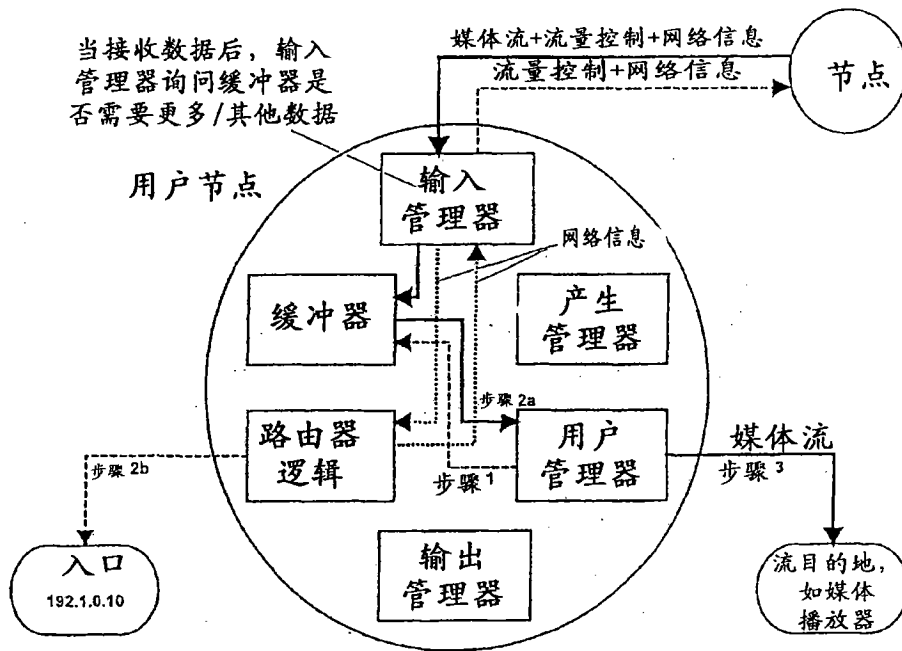 媒体流+流量控制+网络信息
流量控制+网络信息
节点
当接收数据后，输入
管理器询问缓冲器是
否需要更多/其他数据
用户节点
输入
管理器
网络信息
缓冲器
产生
管理器
步骤2a
路由器
逻辑
用户
管理器
媒体流
步骤3
步骤2b
步骤1
输出
管理器
入口
192.1.0.10
流目的地，
如媒体
播放器